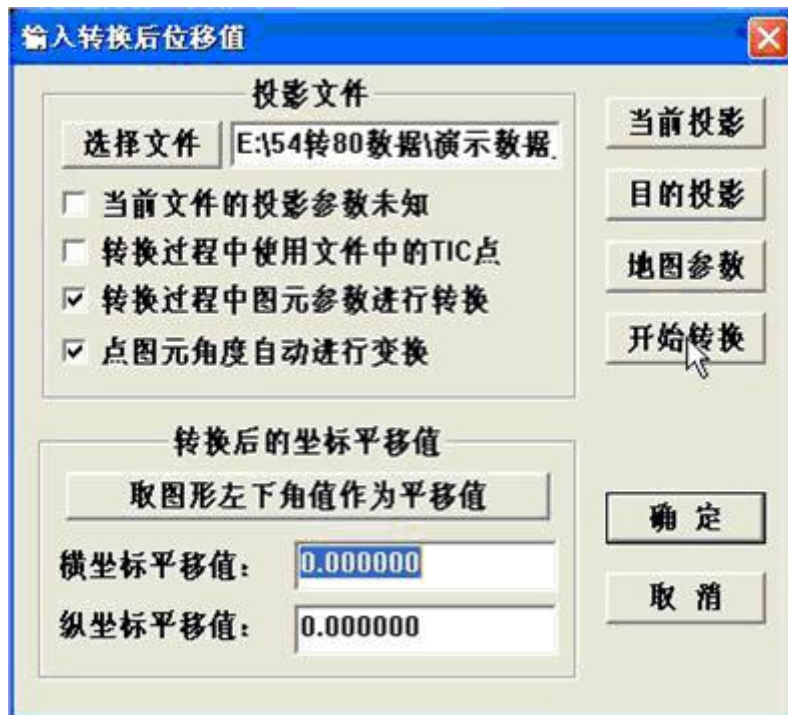 输入转换后位移值
投影文件
选择文件 E:\54转80数据\演示数据
当前文件的投影参数未知
转换过程中使用文件中的TIC点
转换过程中图元参数进行转换
点图元角度自动进行变换
当前投影
目的投影
地图参数
开始转换
转换后的坐标平移值
取图形左下角值作为平移值
横坐标平移值: 0.000000
纵坐标平移值: 0.000000
确 定
取 消